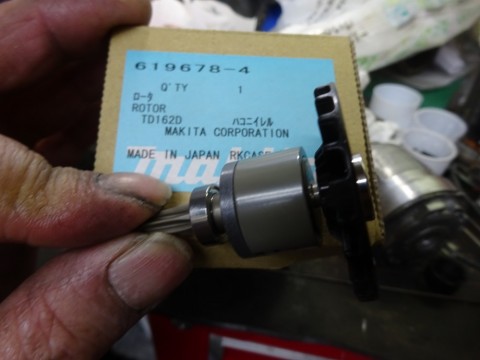 619678-4
Q'TY 1
ロータ
ROTOR
TD162D ハコニイレル
MAKITA CORPORATION
MADE IN JAPAN
makita